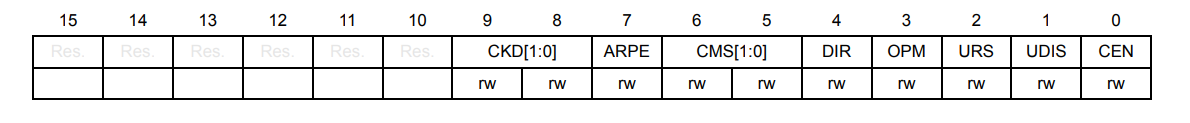 15 14 13 12 11 10 9 8 7 6 5 4 3 2 1 0
Res. Res. Res. Res. Res. Res. CKD[1:0] ARPE CMS[1:0] DIR OPM URS UDIS CEN
rw rw rw rw rw rw rw rw rw rw